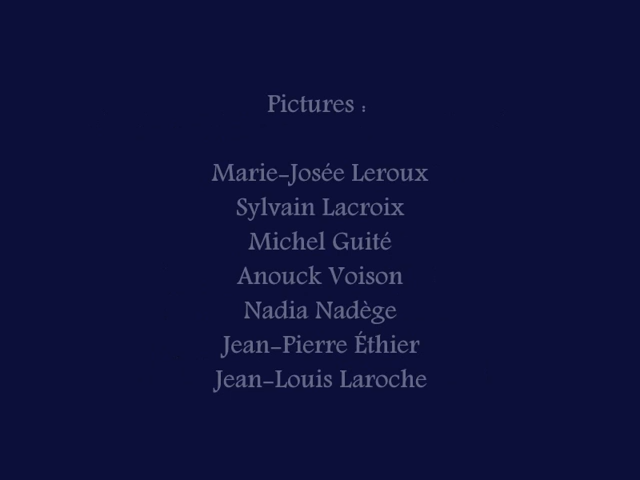 Pictures :
Marie-Josée Leroux
Sylvain Lacroix
Michel Guité
Anouck Voison
Nadia Nadège
Jean-Pierre Éthier
Jean-Louis Laroche